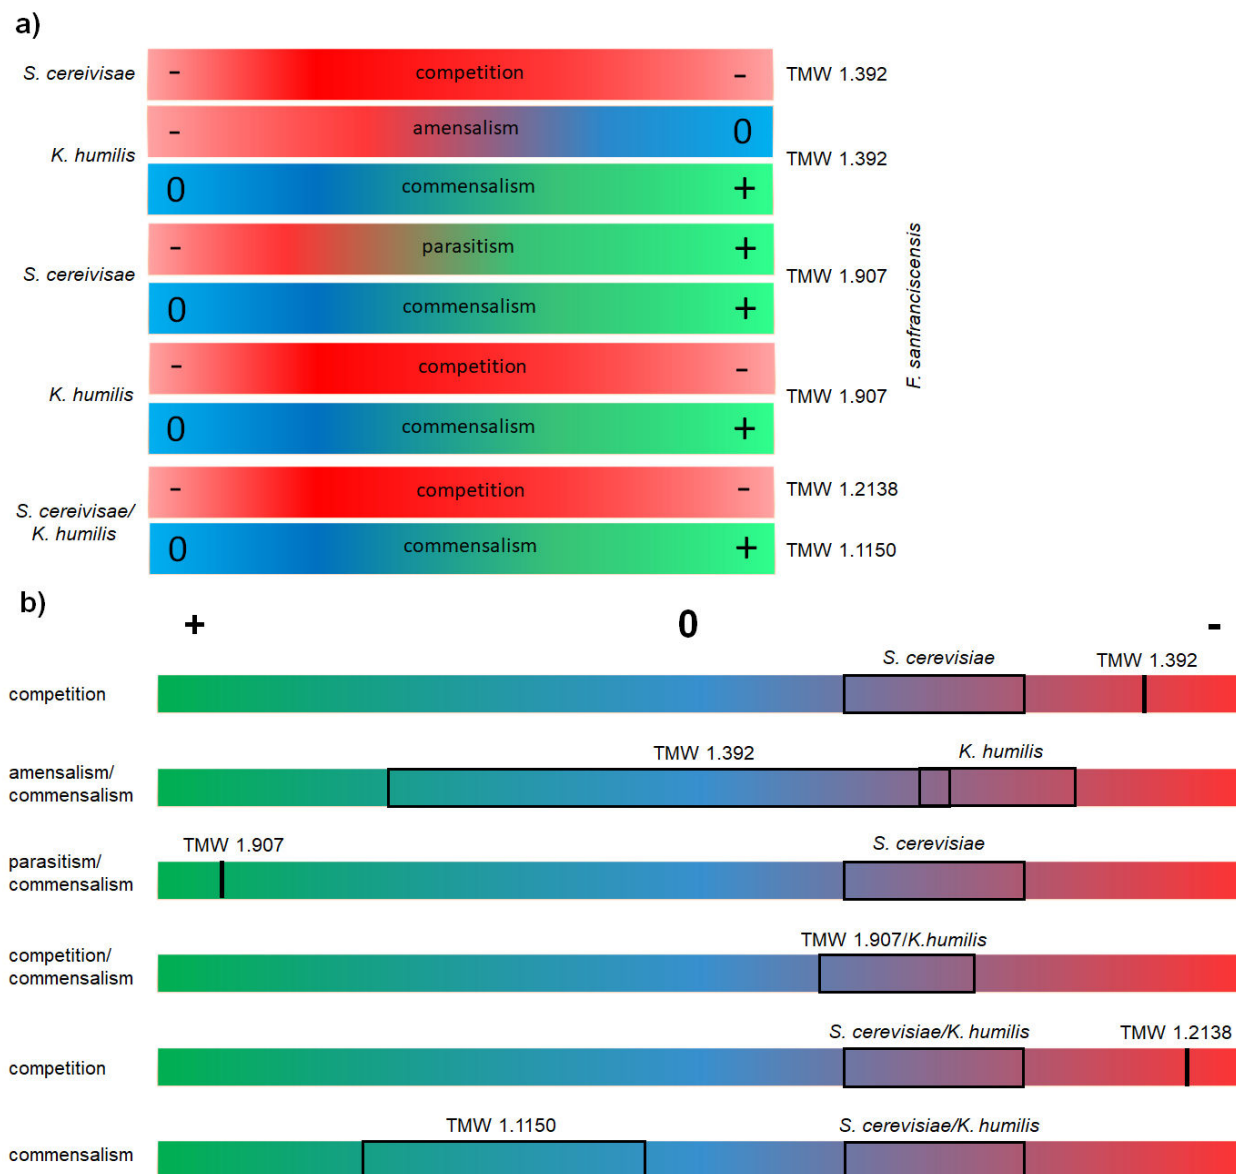 a)
S. cereivisae
-
competition
-
TMW 1.392
K. humilis
-
amensalism
0
TMW 1.392
0
commensalism
+
S. cereivisae
-
parasitism
+
TMW 1.907
0
commensalism
+
K. humilis
-
competition
-
TMW 1.907
0
commensalism
+
S. cereivisae/
K. humilis
-
competition
-
TMW 1.2138
0
commensalism
+
TMW 1.1150
F. sanfranciscensis
b)
+ 0 -
competition
S. cerevisiae
TMW 1.392
amensalism/
commensalism
TMW 1.392
K. humilis
parasitism/
commensalism
TMW 1.907
S. cerevisiae
competition/
commensalism
TMW 1.907/K.humilis
competition
S. cerevisiae/K. humilis
TMW 1.2138
commensalism
TMW 1.1150
S. cerevisiae/K. humilis